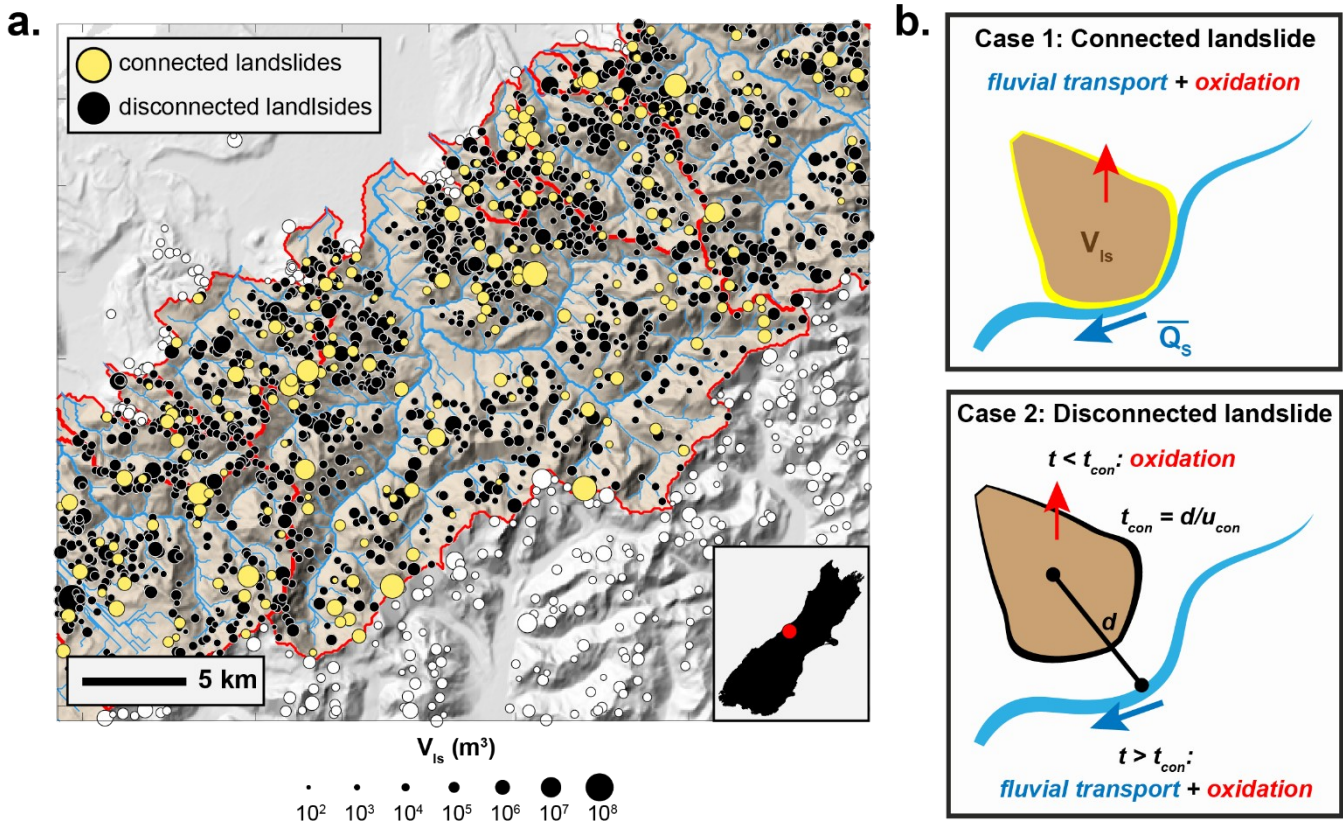 a.
connected landslides
disconnected landlsides
5 km
V_ls (m³)
10² 10³ 10⁴ 10⁵ 10⁶ 10⁷ 10⁸
b.
Case 1: Connected landslide
fluvial transport + oxidation
V_ls
Q̅_s
Case 2: Disconnected landslide
t < t_con: oxidation
t_con = d/u_con
d
t > t_con:
fluvial transport + oxidation